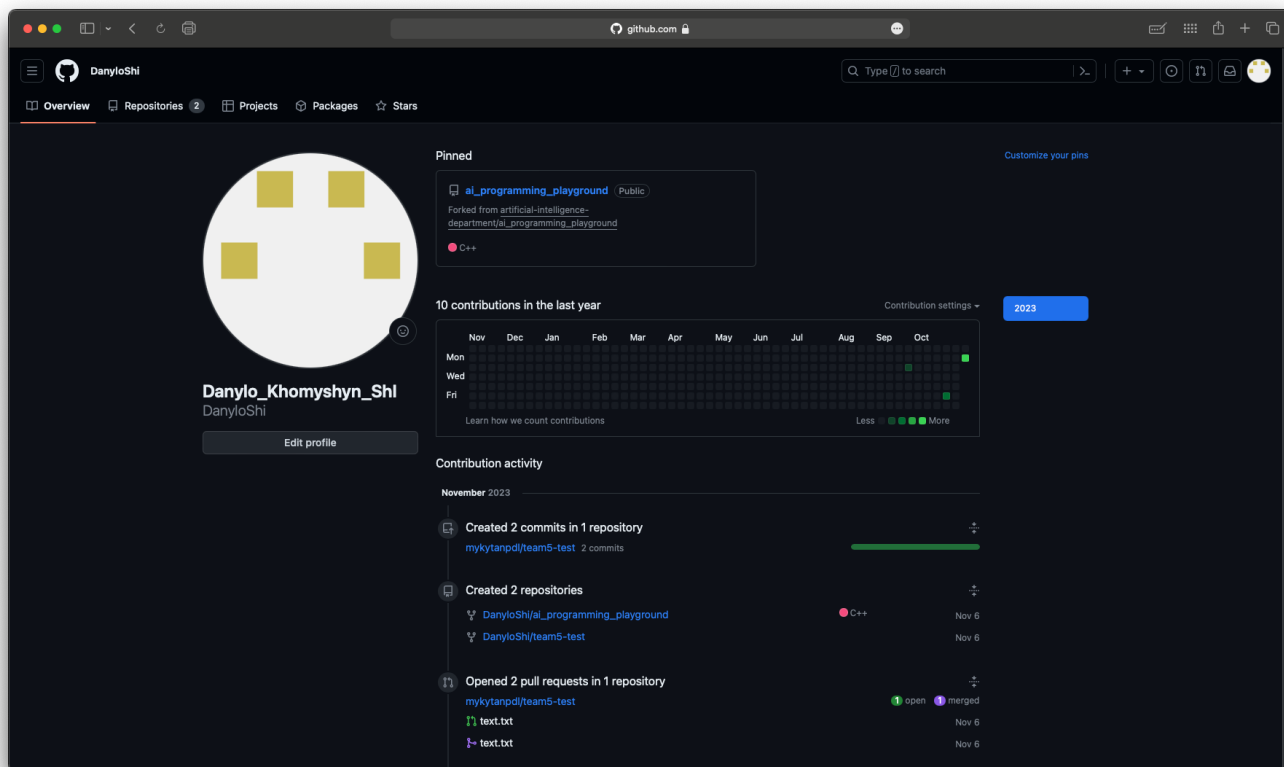 github.com
DanyloShi
Type / to search
Overview
Repositories 2
Projects
Packages
Stars
Pinned
Customize your pins
ai_programming_playground Public
Forked from artificial-intelligence-
department/ai_programming_playground
C++
10 contributions in the last year
Contribution settings
2023
Nov Dec Jan Feb Mar Apr May Jun Jul Aug Sep Oct
Mon
Wed
Fri
Learn how we count contributions
Less More
Danylo_Khomyshyn_ShI
DanyloShi
Edit profile
Contribution activity
November 2023
Created 2 commits in 1 repository
mykytanpdl/team5-test 2 commits
Created 2 repositories
DanyloShi/ai_programming_playground C++ Nov 6
DanyloShi/team5-test Nov 6
Opened 2 pull requests in 1 repository
mykytanpdl/team5-test 1 open 1 merged
text.txt Nov 6
text.txt Nov 6